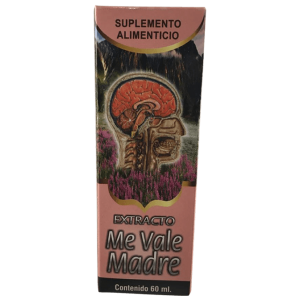 SUPLEMENTO
ALIMENTICIO
EXTRACTO
Me Vale
Madre
Contenido 60 ml.